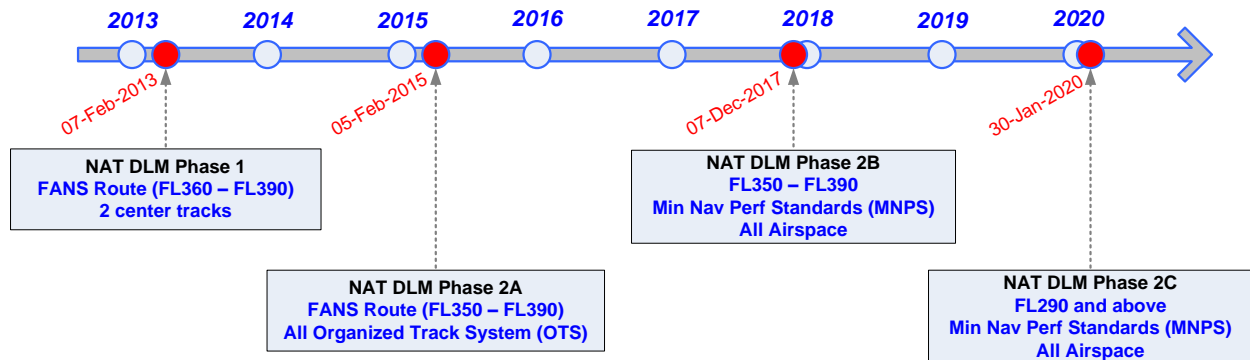 2013
2014
2015
2016
2017
2018
2019
2020
07-Feb-2013
05-Feb-2015
07-Dec-2017
30-Jan-2020
NAT DLM Phase 1
FANS Route (FL360 – FL390)
2 center tracks
NAT DLM Phase 2A
FANS Route (FL350 – FL390)
All Organized Track System (OTS)
NAT DLM Phase 2B
FL350 – FL390
Min Nav Perf Standards (MNPS)
All Airspace
NAT DLM Phase 2C
FL290 and above
Min Nav Perf Standards (MNPS)
All Airspace